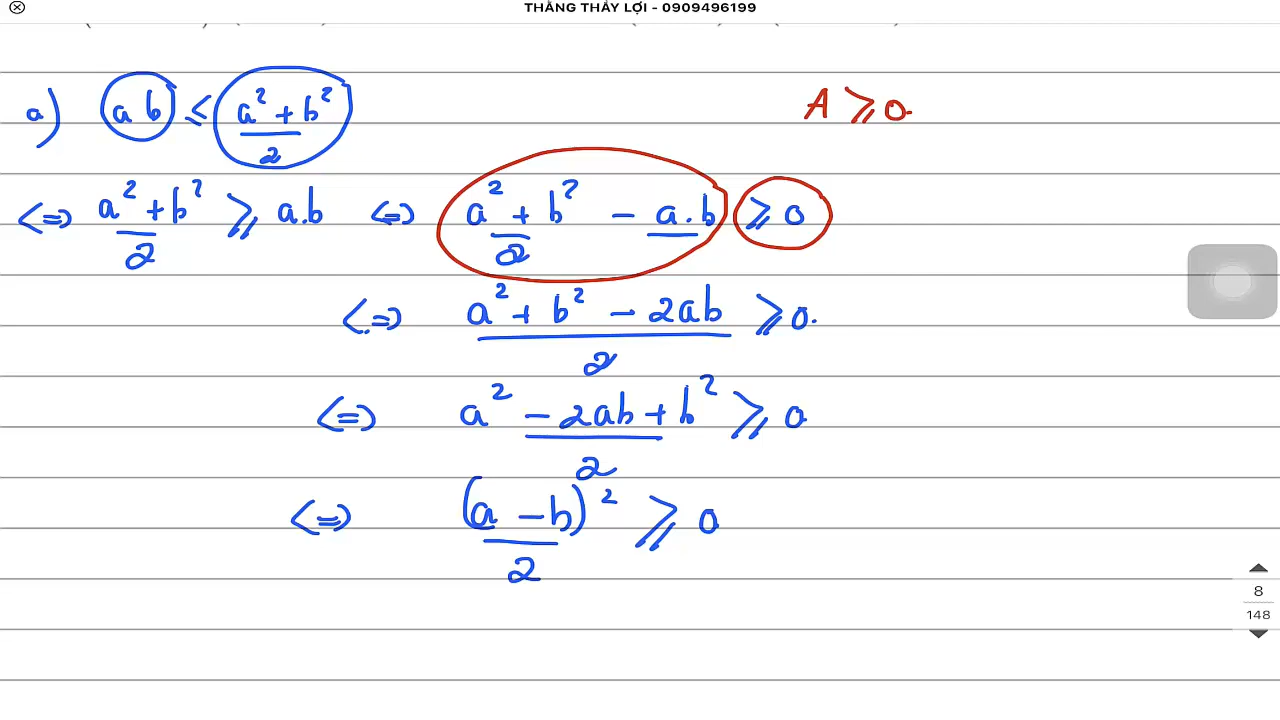 THẦNG THẦY LỢI - 0909496199
a) ab ≤ (a² + b²)/2
A ≥ 0.
<=> (a² + b²)/2 ≥ a.b <=> (a² + b²)/2 - a.b ≥ 0
<=> (a² + b² - 2ab)/2 ≥ 0.
<=> (a² - 2ab + b²)/2 ≥ 0
<=> (a - b)²/2 ≥ 0
8
148